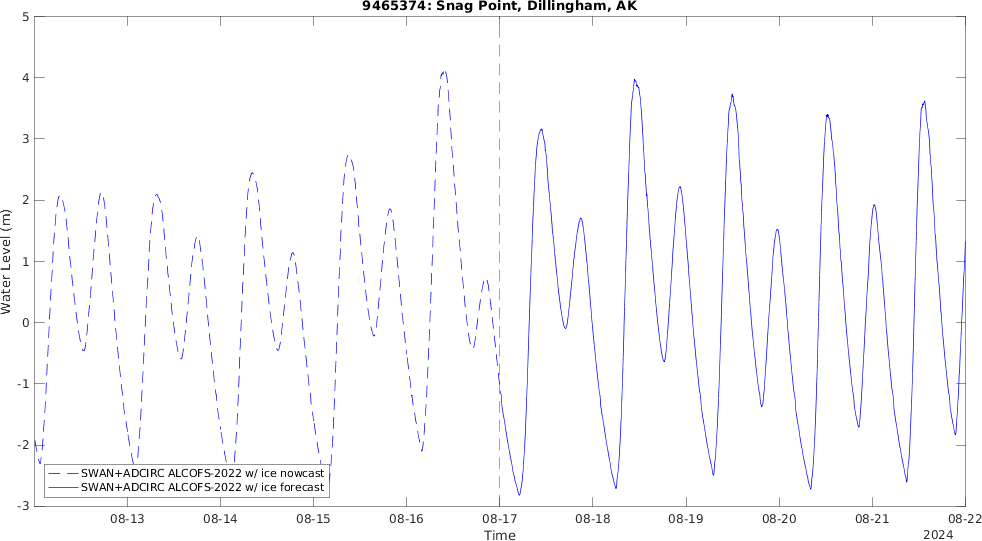 9465374: Snag Point, Dillingham, AK
5
4
3
2
1
0
-1
-2
-3
Water Level (m)
SWAN+ADCIRC ALCOFS-2022 w/ ice nowcast
SWAN+ADCIRC ALCOFS-2022 w/ ice forecast
08-13 08-14 08-15 08-16 08-17 08-18 08-19 08-20 08-21 08-22
Time
2024